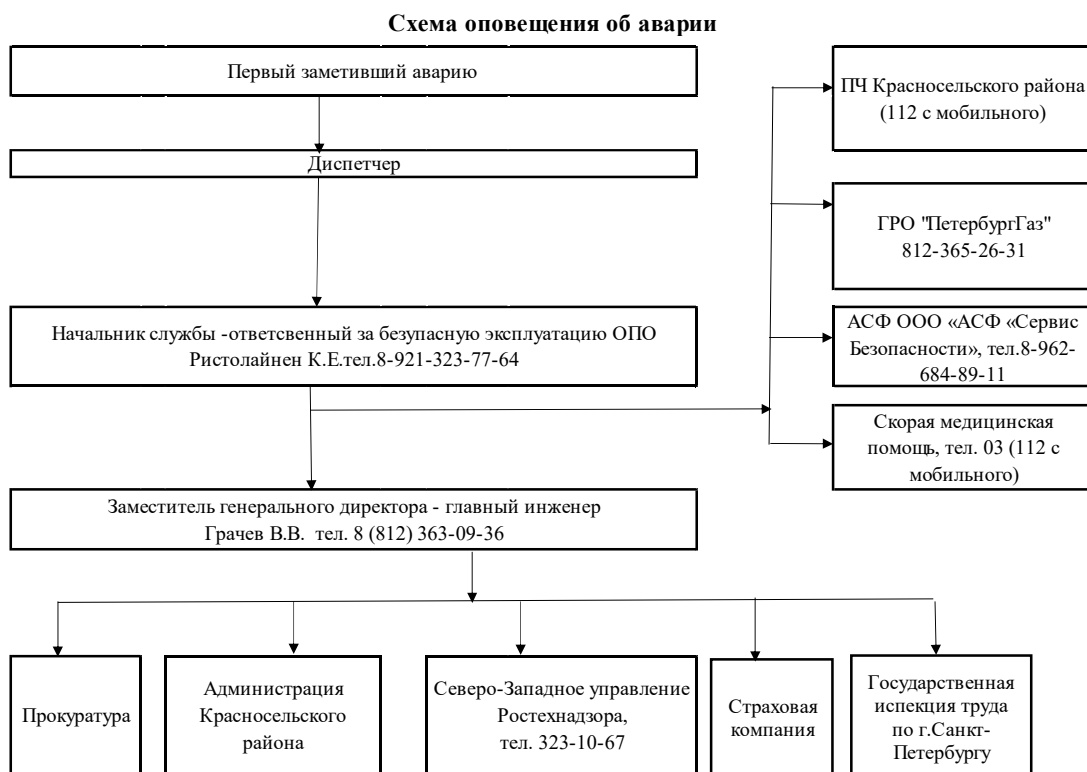 Схема оповещения об аварии
Первый заметивший аварию
Диспетчер
Начальник службы -ответсвенный за безупасную эксплуатацию ОПО
Ристолайнен К.Е.тел.8-921-323-77-64
Заместитель генерального директора - главный инженер
Грачев В.В. тел. 8 (812) 363-09-36
ПЧ Красносельского района
(112 с мобильного)
ГРО "ПетербургГаз"
812-365-26-31
АСФ ООО «АСФ «Сервис
Безопасности», тел.8-962-
684-89-11
Скорая медицинская
помощь, тел. 03 (112 с
мобильного)
Прокуратура
Администрация
Красносельского
района
Северо-Западное управление
Ростехнадзора,
тел. 323-10-67
Страховая
компания
Государственная
испекция труда
по г.Санкт-
Петербургу